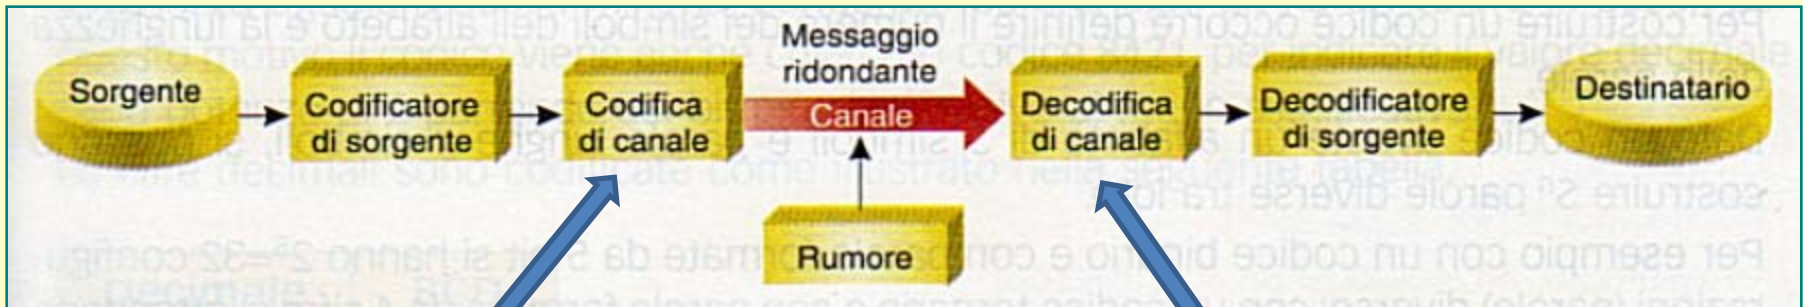 Sorgente
Codificatore
di sorgente
Codifica
di canale
Messaggio
ridondante
Canale
Rumore
Decodifica
di canale
Decodificatore
di sorgente
Destinatario